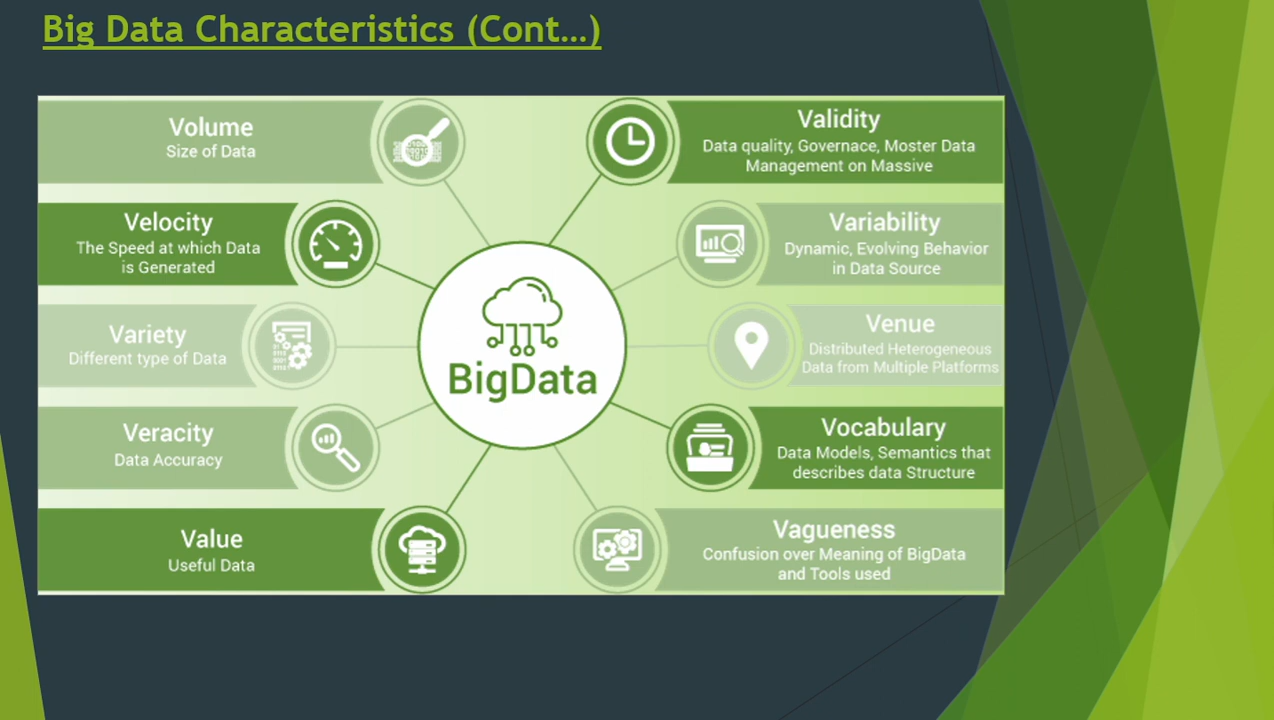 Big Data Characteristics (Cont…)
Volume
Size of Data
Velocity
The Speed at which Data
is Generated
Variety
Different type of Data
Veracity
Data Accuracy
Value
Useful Data
BigData
Validity
Data quality, Governace, Moster Data
Management on Massive
Variability
Dynamic, Evolving Behavior
in Data Source
Venue
Distributed Heterogeneous
Data from Multiple Platforms
Vocabulary
Data Models, Semantics that
describes data Structure
Vagueness
Confusion over Meaning of BigData
and Tools used